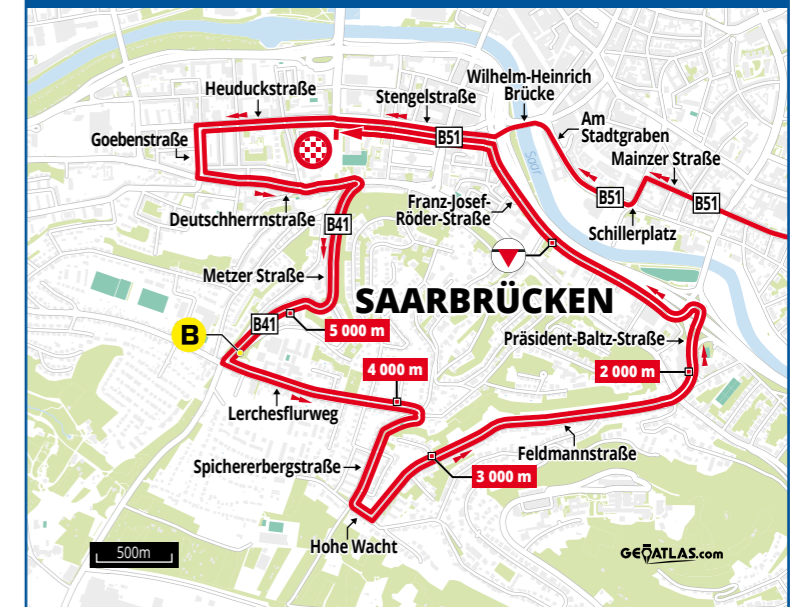 Heuduckstraße
Stengelstraße
Wilhelm-Heinrich
Brücke
Am
Stadtgraben
Goebenstraße
B51
Saar
Mainzer Straße
B51
B51
Schillerplatz
Deutschherrnstraße
B41
Franz-Josef-
Röder-Straße
Metzer Straße
SAARBRÜCKEN
B41
5 000 m
B
Präsident-Baltz-Straße
4 000 m
2 000 m
Lerchesflurweg
Feldmannstraße
Spichererbergstraße
3 000 m
Hohe Wacht
500m
GEOATLAS.com